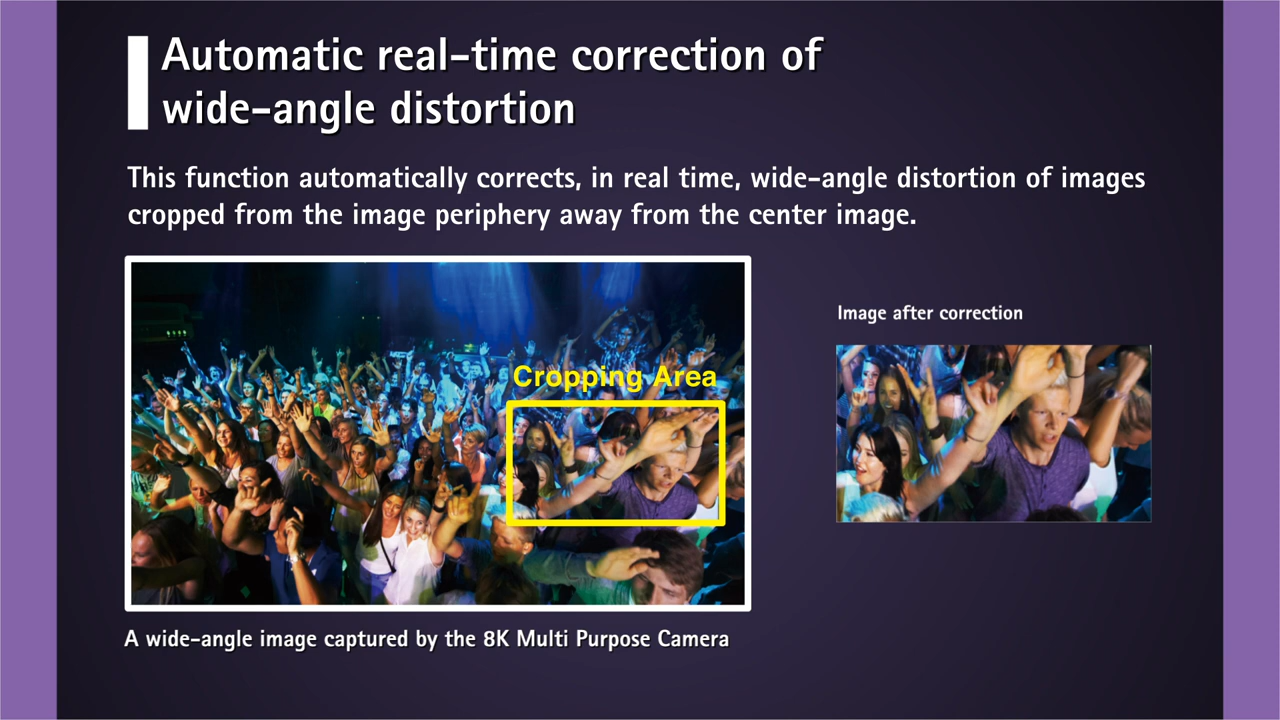 Automatic real-time correction of
wide-angle distortion
This function automatically corrects, in real time, wide-angle distortion of images
cropped from the image periphery away from the center image.
Image after correction
Cropping Area
A wide-angle image captured by the 8K Multi Purpose Camera